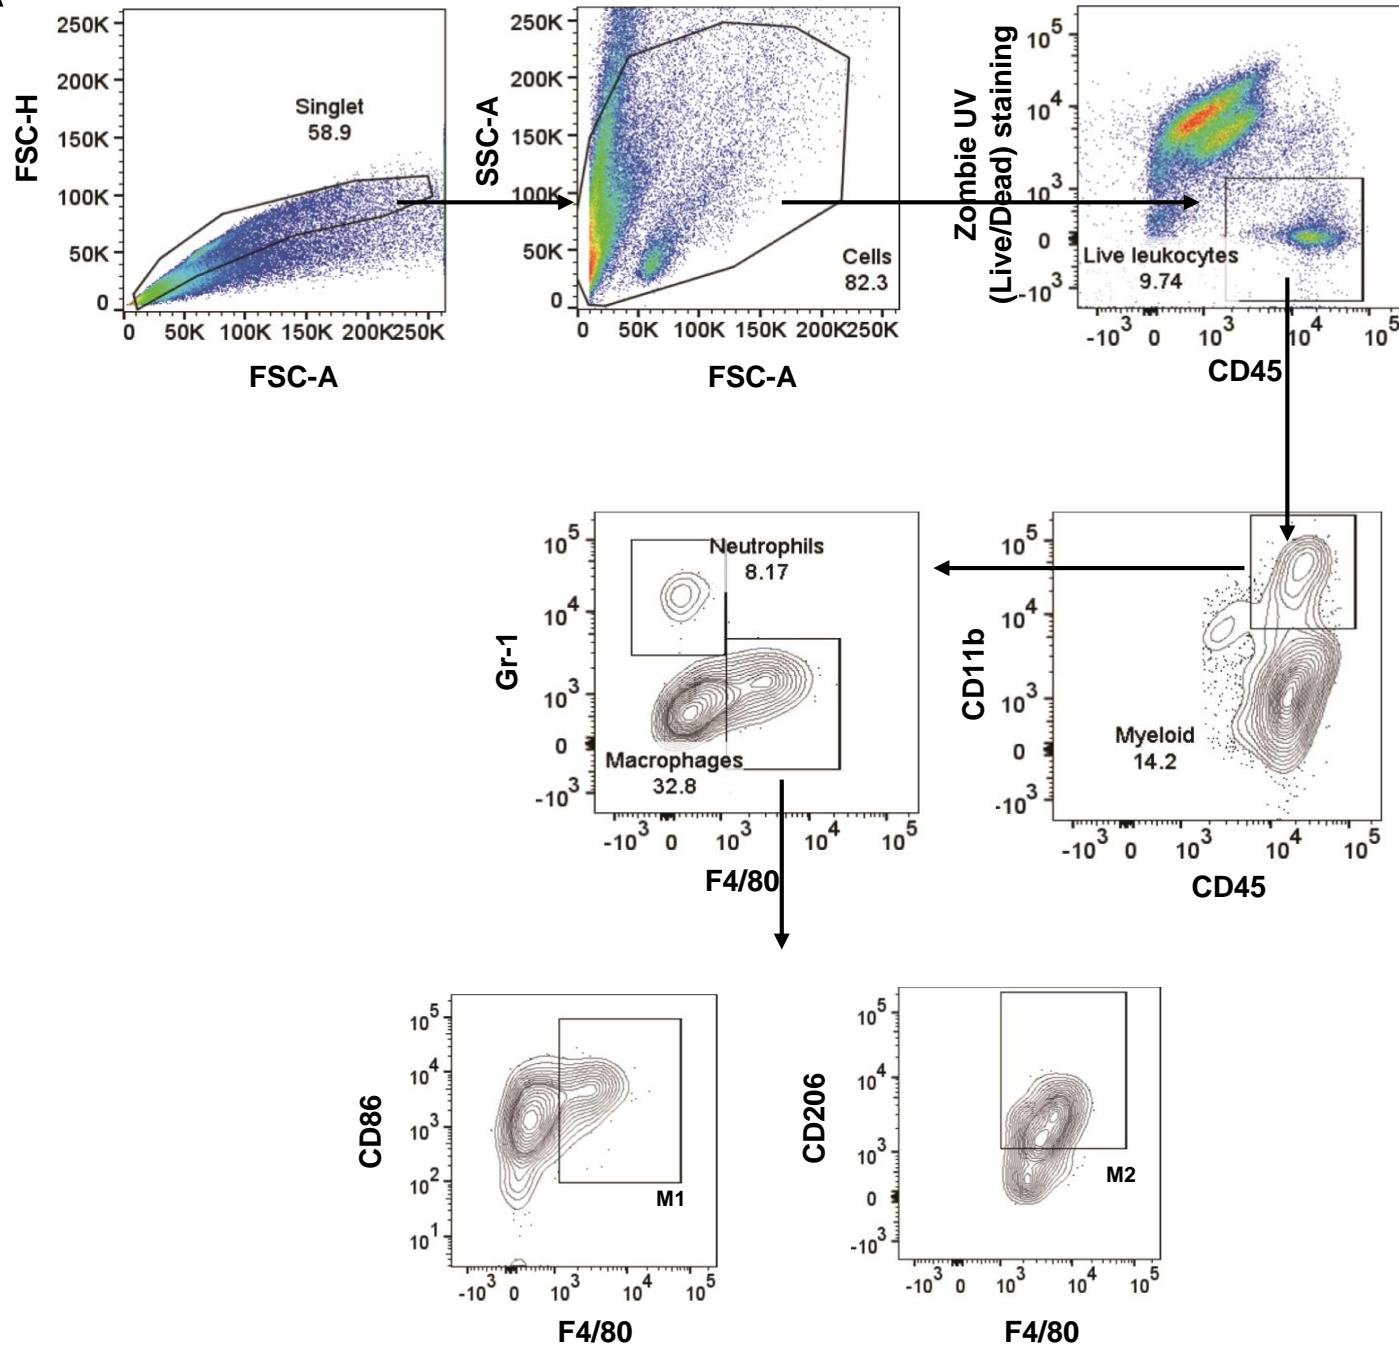 FSC-H
250K
200K
150K
100K
50K
0
Singlet
58.9
0 50K 100K 150K 200K 250K
FSC-A
SSC-A
250K
200K
150K
100K
50K
0
Cells
82.3
0 50K 100K 150K 200K 250K
FSC-A
Zombie UV
(Live/Dead) staining
10^5
10^4
10^3
0
-10^3
Live leukocytes
9.74
-10^3 0 10^3 10^4 10^5
CD45
Gr-1
10^5
10^4
10^3
0
-10^3
Neutrophils
8.17
Macrophages
32.8
-10^3 0 10^3 10^4 10^5
F4/80
CD11b
10^5
10^4
10^3
0
-10^3
Myeloid
14.2
-10^3 0 10^3 10^4 10^5
CD45
CD86
10^5
10^4
10^3
10^2
10^1
M1
-10^3 0 10^3 10^4 10^5
F4/80
CD206
10^5
10^4
10^3
0
-10^3
M2
-10^3 0 10^3 10^4 10^5
F4/80